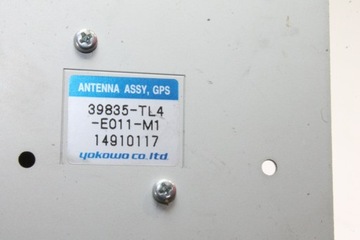 ANTENNA ASSY, GPS
39835-TL4
-E011-M1
14910117
yokowo co.ltd